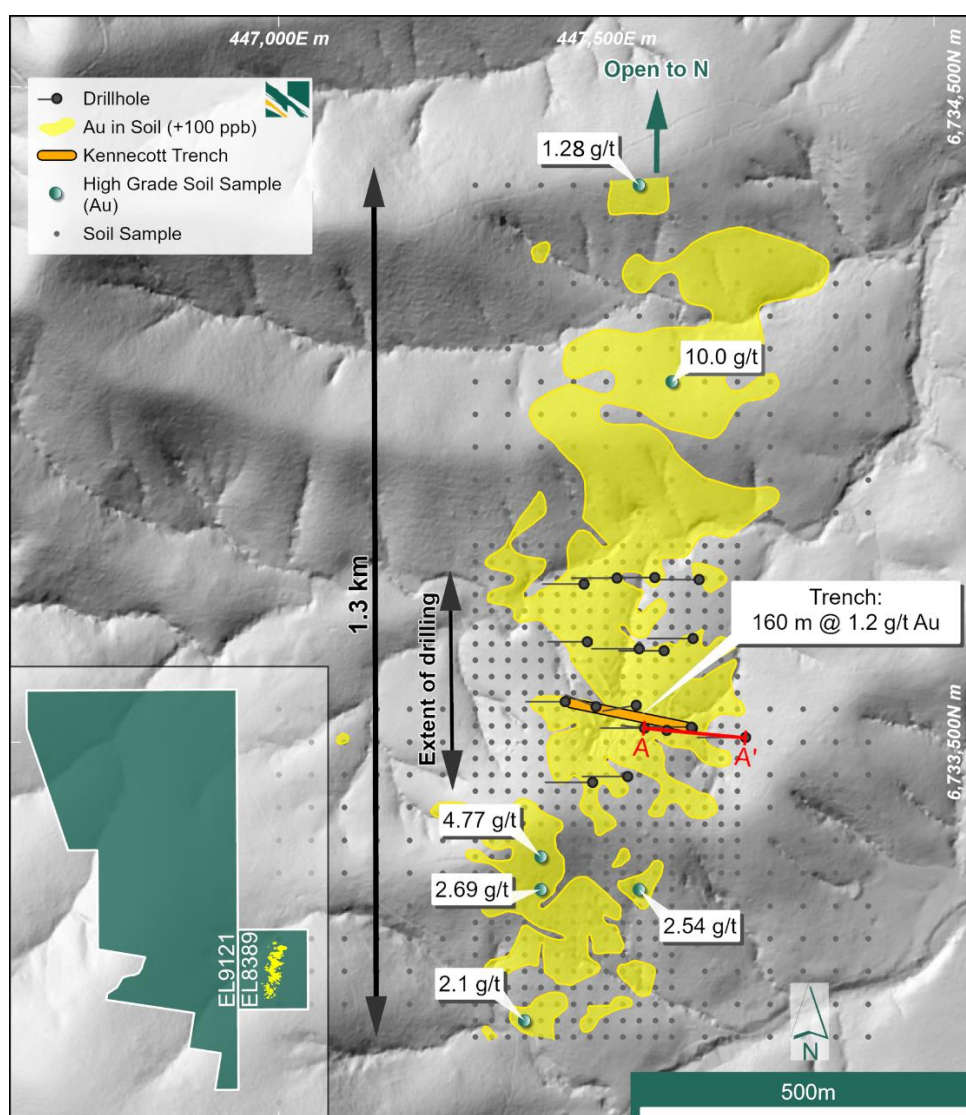 447,000E m
447,500E m
6,734,500N m
Open to N
Drillhole
Au in Soil (+100 ppb)
Kennecott Trench
High Grade Soil Sample
(Au)
Soil Sample
1.28 g/t
10.0 g/t
1.3 km
Extent of drilling
Trench:
160 m @ 1.2 g/t Au
A
A'
6,733,500N m
4.77 g/t
2.69 g/t
2.54 g/t
2.1 g/t
EL9121
EL8389
N
500m